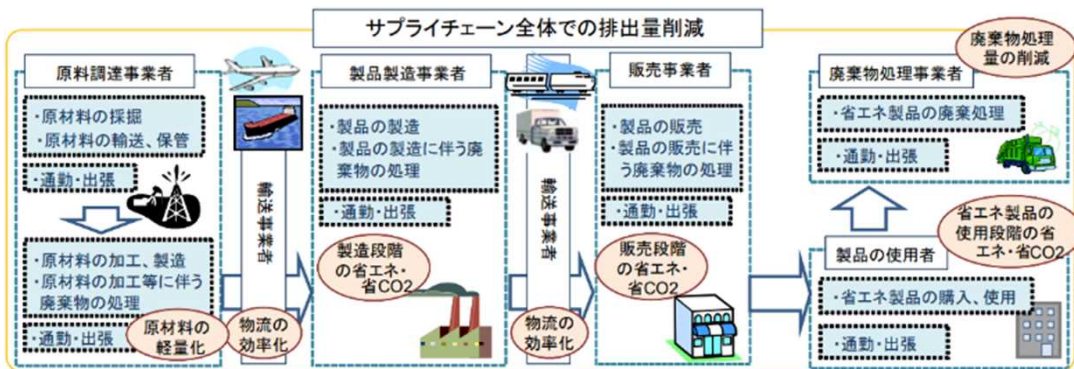 サプライチェーン全体での排出量削減
原料調達事業者
・原材料の採掘
・原材料の輸送、保管
・通勤・出張
・原材料の加工、製造
・原材料の加工等に伴う
廃棄物の処理
・通勤・出張
原材料の
軽量化
輸送事業者
物流の
効率化
製品製造事業者
・製品の製造
・製品の製造に伴う廃
棄物の処理
・通勤・出張
製造段階
の省エネ・
省CO2
輸送事業者
物流の
効率化
販売事業者
・製品の販売
・製品の販売に伴
う廃棄物の処理
・通勤・出張
販売段階
の省エネ・
省CO2
廃棄物処理
量の削減
廃棄物処理事業者
・省エネ製品の廃棄処理
・通勤・出張
省エネ製品の
使用段階の省
エネ・省CO2
製品の使用者
・省エネ製品の購入、使用
・通勤・出張